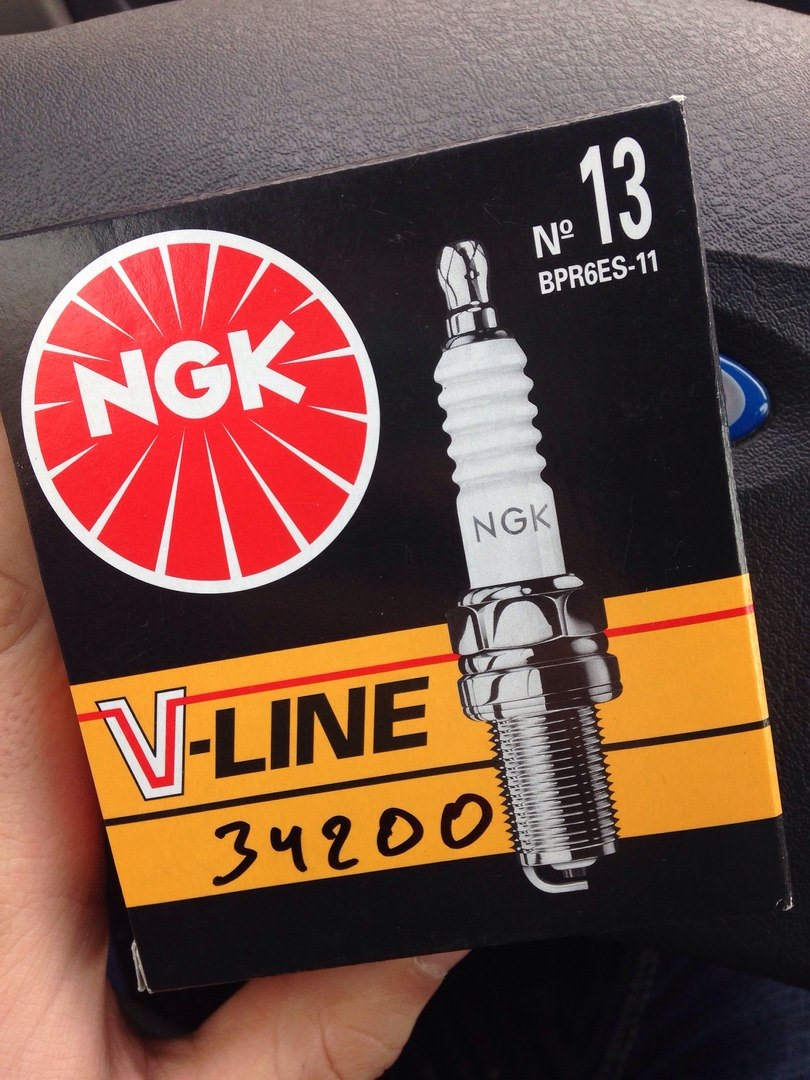 Nº 13
BPR6ES-11
NGK
NGK
V-LINE
34200